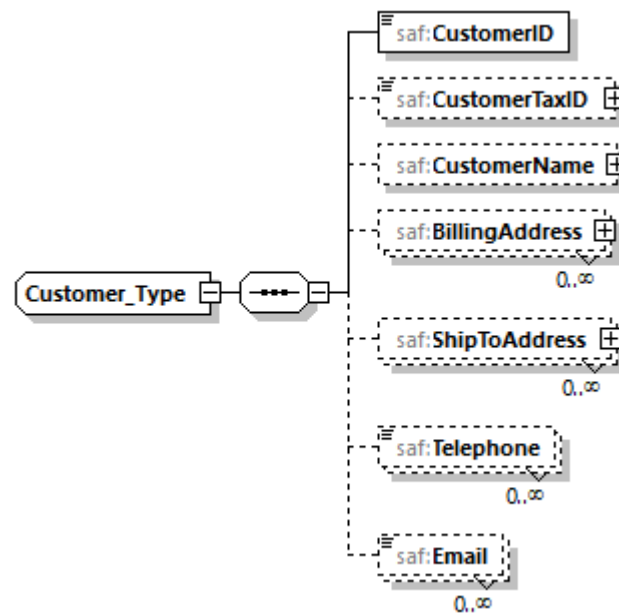 saf:CustomerID
saf:CustomerTaxID
saf:CustomerName
saf:BillingAddress
0..∞
Customer_Type
saf:ShipToAddress
0..∞
saf:Telephone
0..∞
saf:Email
0..∞